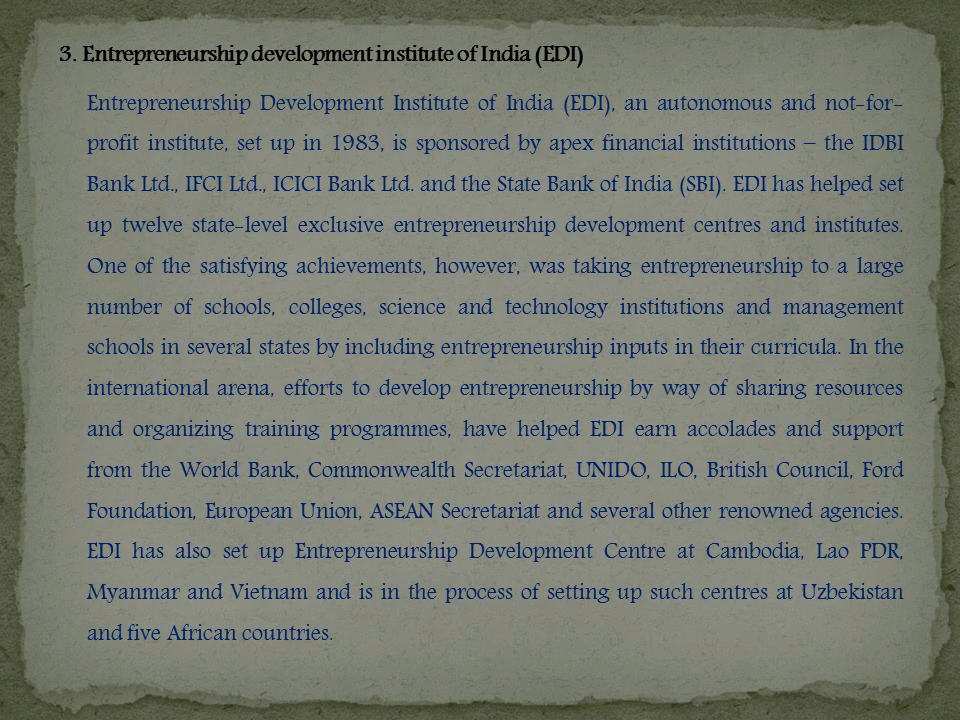 3. Entrepreneurship development institute of India (EDI)
Entrepreneurship Development Institute of India (EDI), an autonomous and not-for-
profit institute, set up in 1983, is sponsored by apex financial institutions – the IDBI
Bank Ltd., IFCI Ltd., ICICI Bank Ltd. and the State Bank of India (SBI). EDI has helped set
up twelve state-level exclusive entrepreneurship development centres and institutes.
One of the satisfying achievements, however, was taking entrepreneurship to a large
number of schools, colleges, science and technology institutions and management
schools in several states by including entrepreneurship inputs in their curricula. In the
international arena, efforts to develop entrepreneurship by way of sharing resources
and organizing training programmes, have helped EDI earn accolades and support
from the World Bank, Commonwealth Secretariat, UNIDO, ILO, British Council, Ford
Foundation, European Union, ASEAN Secretariat and several other renowned agencies.
EDI has also set up Entrepreneurship Development Centre at Cambodia, Lao PDR,
Myanmar and Vietnam and is in the process of setting up such centres at Uzbekistan
and five African countries.